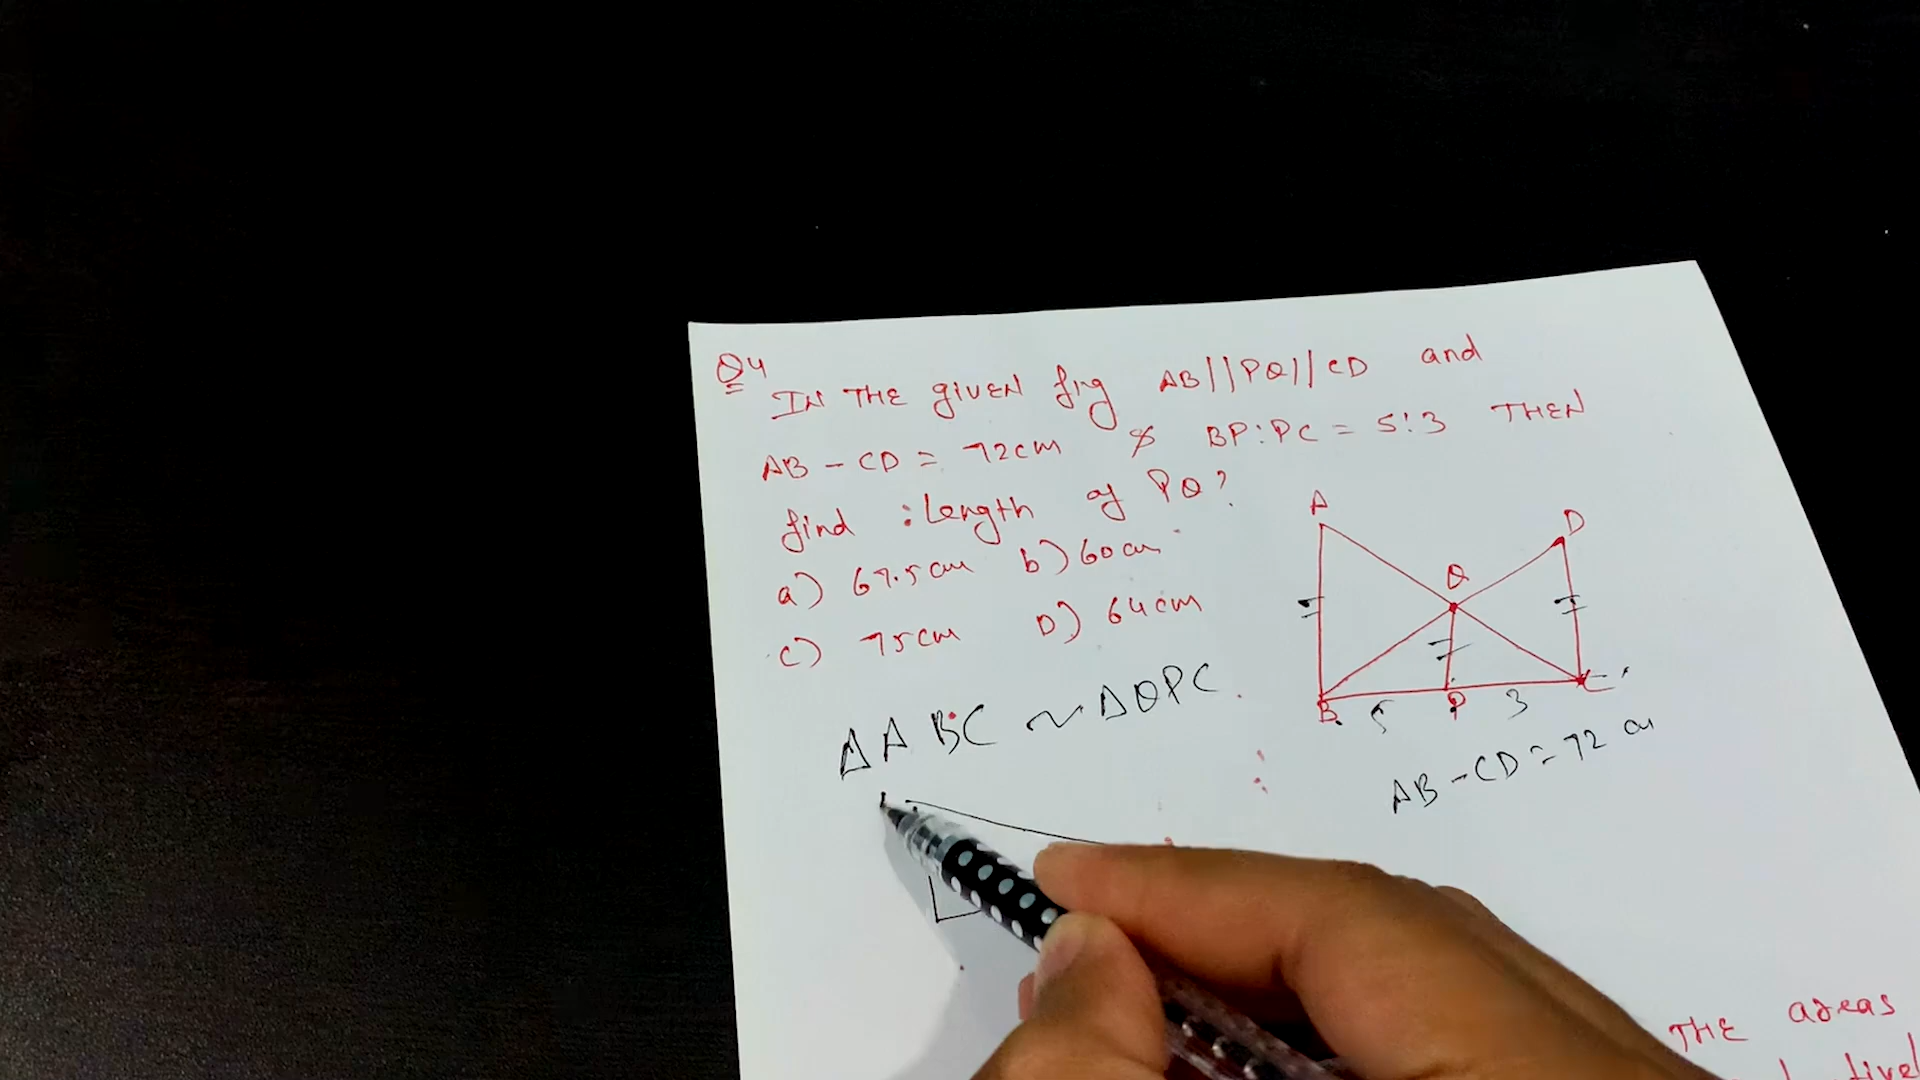 Q4
IN THE given fig AB||PQ||CD and
AB - CD = 72cm & BP:PC = 5:3 THEN
find : Length of PQ?
a) 67.5cm b) 60cm
c) 75cm D) 64cm
A
D
Q
B 5 P 3 C
AB - CD = 72 cm
ΔABC ~ ΔQPC
THE areas